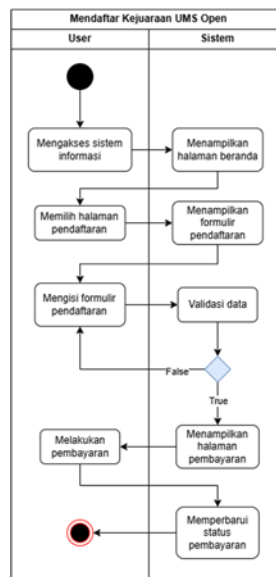 Mendaftar Kejuaraan UMS Open
User
Sistem
Mengakses sistem
informasi
Menampilkan
halaman beranda
Memilih halaman
pendaftaran
Menampilkan
formulir
pendaftaran
Mengisi formulir
pendaftaran
Validasi data
False
True
Melakukan
pembayaran
Menampilkan
halaman
pembayaran
Memperbarui
status
pembayaran